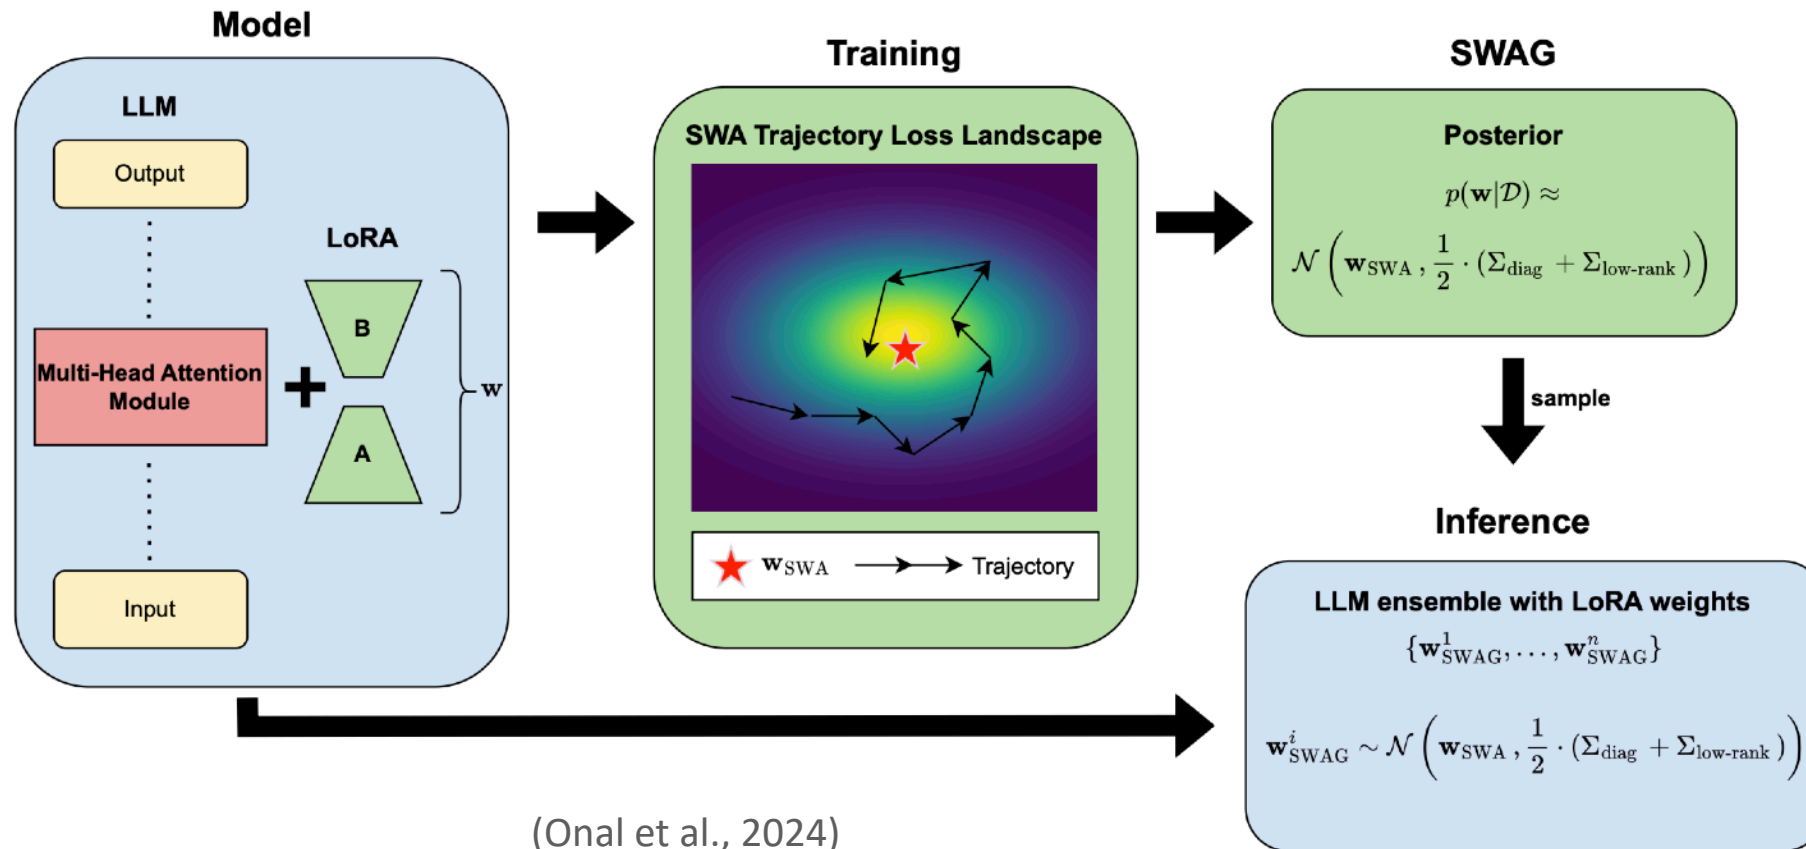 Model
LLM
Output
LoRA
B
Multi-Head Attention
Module
+
w
A
Input
Training
SWA Trajectory Loss Landscape
w_SWA
Trajectory
SWAG
Posterior
p(w|𝒟) ≈
𝒩(w_SWA, 1/2 · (Σ_diag + Σ_low-rank))
sample
Inference
LLM ensemble with LoRA weights
{w^1_SWAG, . . . , w^n_SWAG}
w^i_SWAG ~ 𝒩(w_SWA, 1/2 · (Σ_diag + Σ_low-rank))
(Onal et al., 2024)